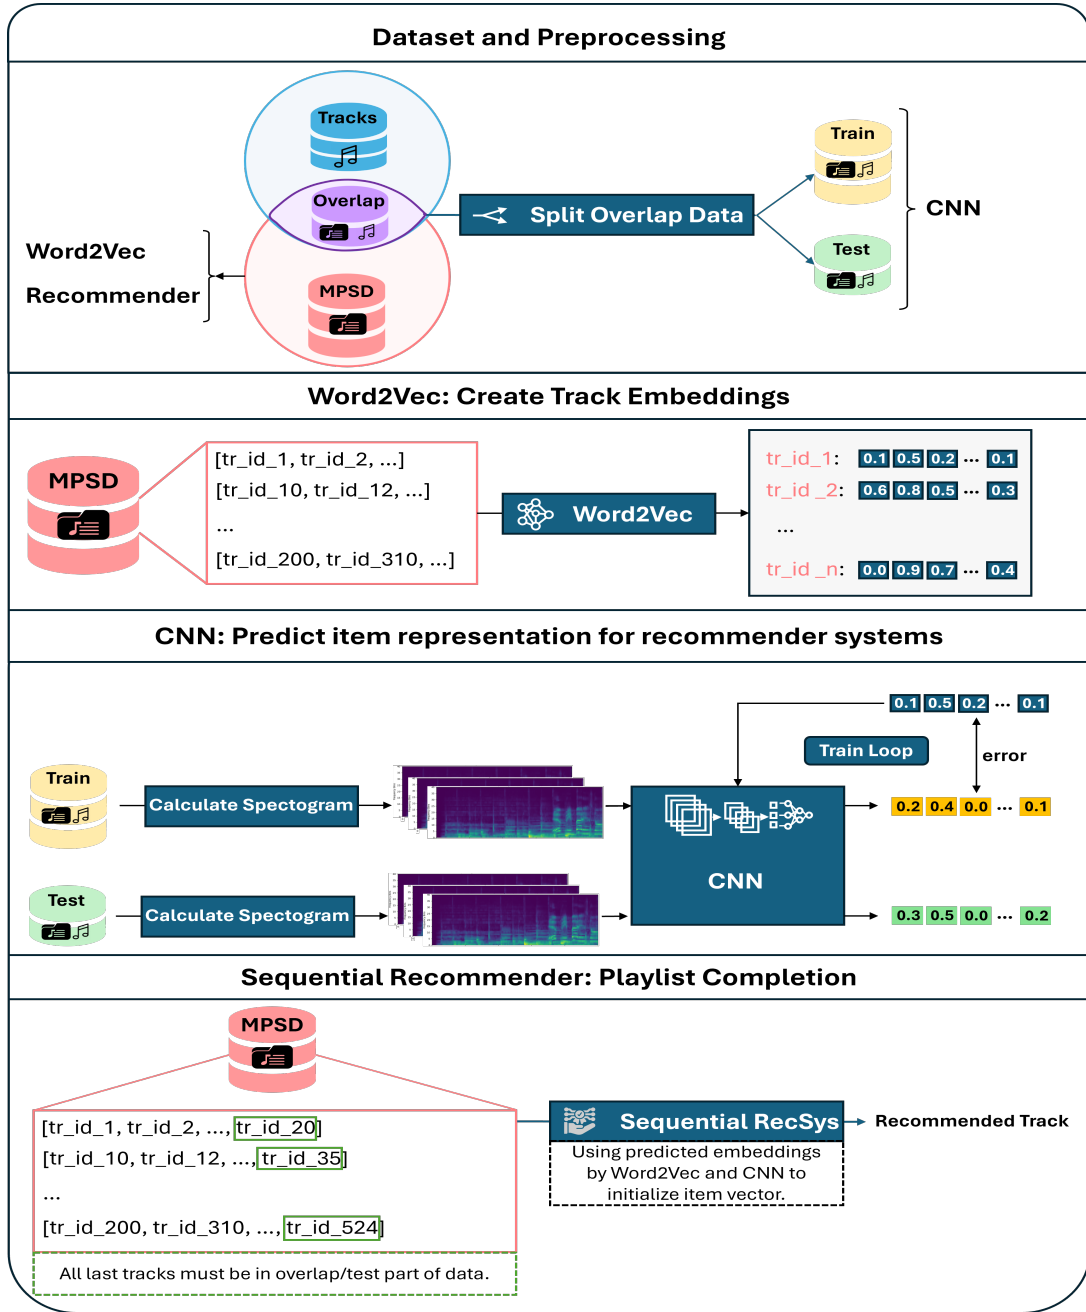 Dataset and Preprocessing
Tracks
Overlap
MPSD
Word2Vec
Recommender
Split Overlap Data
Train
Test
CNN
Word2Vec: Create Track Embeddings
MPSD
[tr_id_1, tr_id_2, ...]
[tr_id_10, tr_id_12, ...]
...
[tr_id_200, tr_id_310, ...]
Word2Vec
tr_id_1: 0.1 0.5 0.2 ... 0.1
tr_id _2: 0.6 0.8 0.5 ... 0.3
...
tr_id _n: 0.0 0.9 0.7 ... 0.4
CNN: Predict item representation for recommender systems
0.1 0.5 0.2 ... 0.1
Train Loop
error
Train
Calculate Spectogram
0.2 0.4 0.0 ... 0.1
CNN
Test
Calculate Spectogram
0.3 0.5 0.0 ... 0.2
Sequential Recommender: Playlist Completion
MPSD
[tr_id_1, tr_id_2, ..., tr_id_20]
[tr_id_10, tr_id_12, ..., tr_id_35]
...
[tr_id_200, tr_id_310, ..., tr_id_524]
All last tracks must be in overlap/test part of data.
Sequential RecSys
Using predicted embeddings
by Word2Vec and CNN to
initialize item vector.
Recommended Track